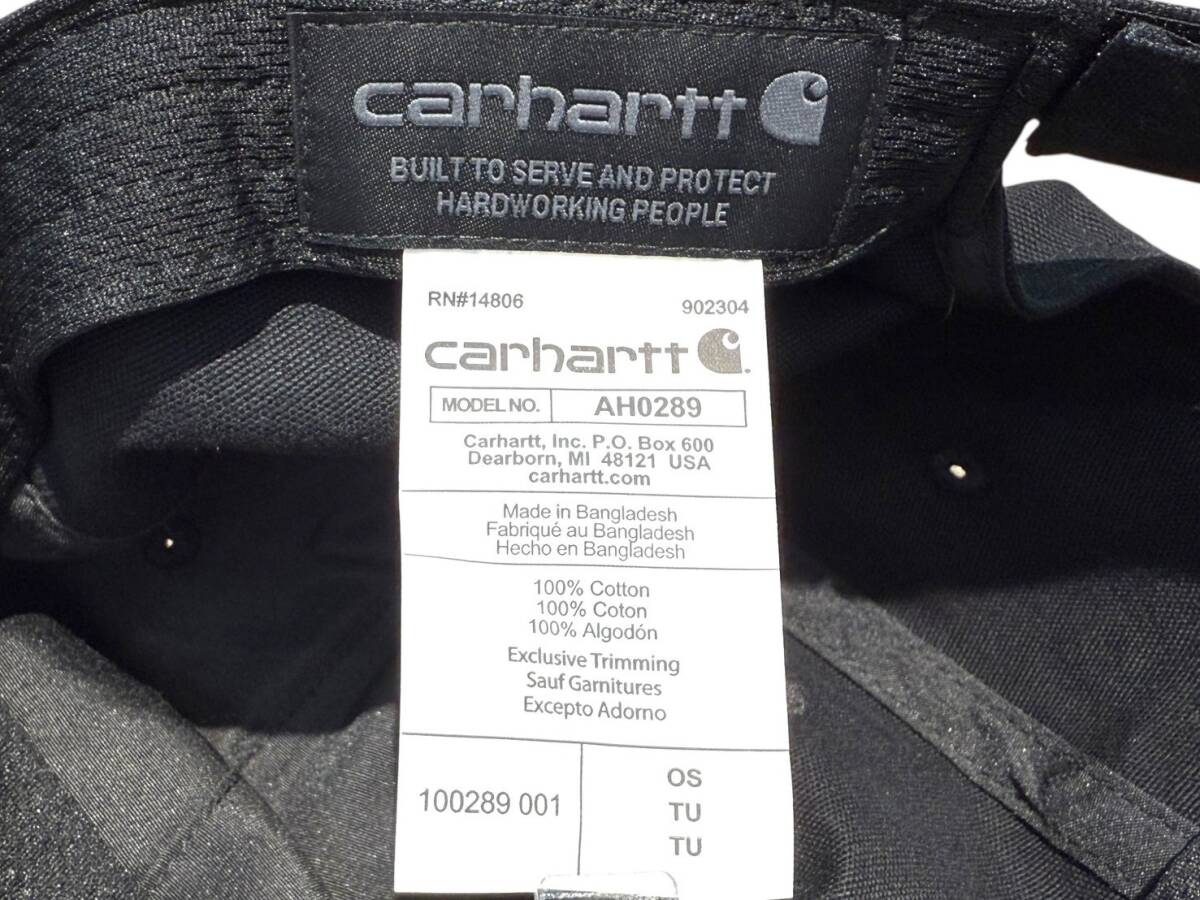 carhartt
BUILT TO SERVE AND PROTECT
HARDWORKING PEOPLE
RN#14806 902304
carhartt
MODEL NO. AH0289
Carhartt, Inc. P.O. Box 600
Dearborn, MI 48121 USA
carhartt.com
Made in Bangladesh
Fabriqué au Bangladesh
Hecho en Bangladesh
100% Cotton
100% Coton
100% Algodón
Exclusive Trimming
Sauf Garnitures
Excepto Adorno
100289 001
OS
TU
TU